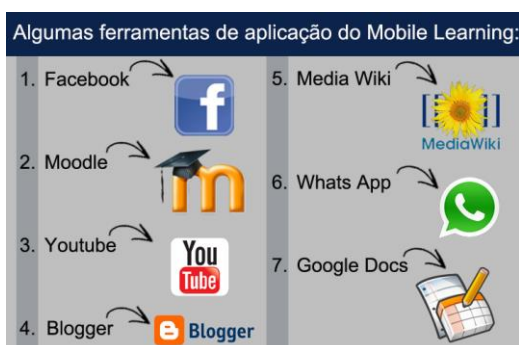 Algumas ferramentas de aplicação do Mobile Learning:
1. Facebook
f
2. Moodle
m
3. Youtube
You
Tube
4. Blogger
Blogger
5. Media Wiki
[[ ]]
MediaWiki
6. Whats App
7. Google Docs